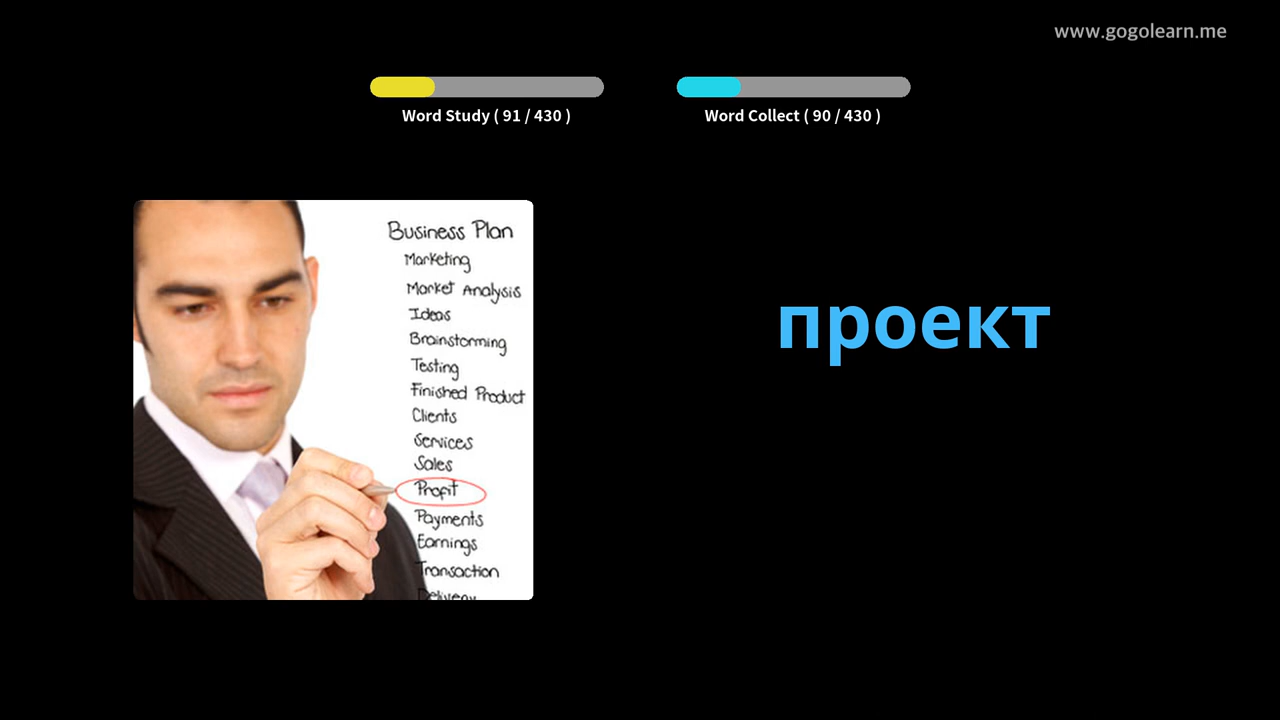 www.gogolearn.me
Word Study ( 91 / 430 )
Word Collect ( 90 / 430 )
Business Plan
Marketing
Market Analysis
Ideas
Brainstorming
Testing
Finished Product
Clients
Services
Sales
Profit
Payments
Earnings
Transaction
Delivery
проект